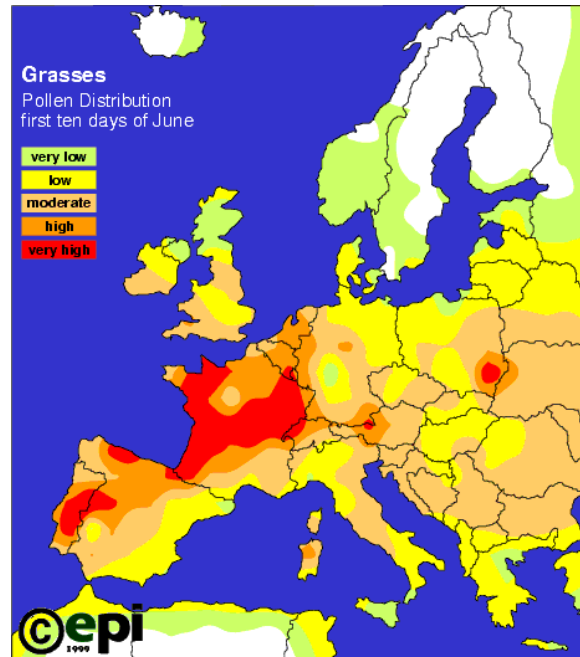 Grasses
Pollen Distribution
first ten days of June
very low
low
moderate
high
very high
©epi
1999